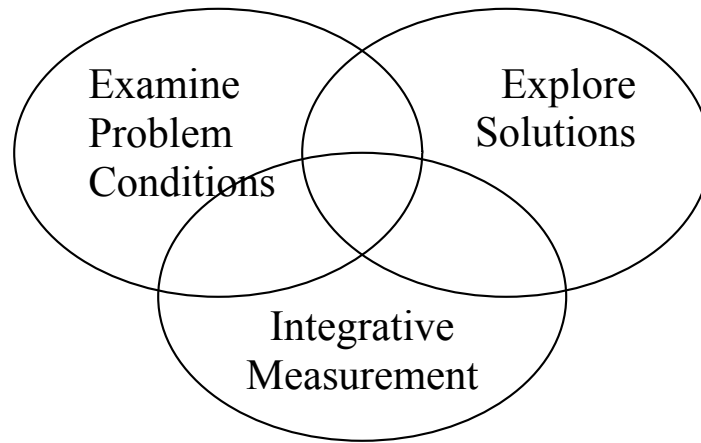 Examine
Problem
Conditions
Explore
Solutions
Integrative
Measurement